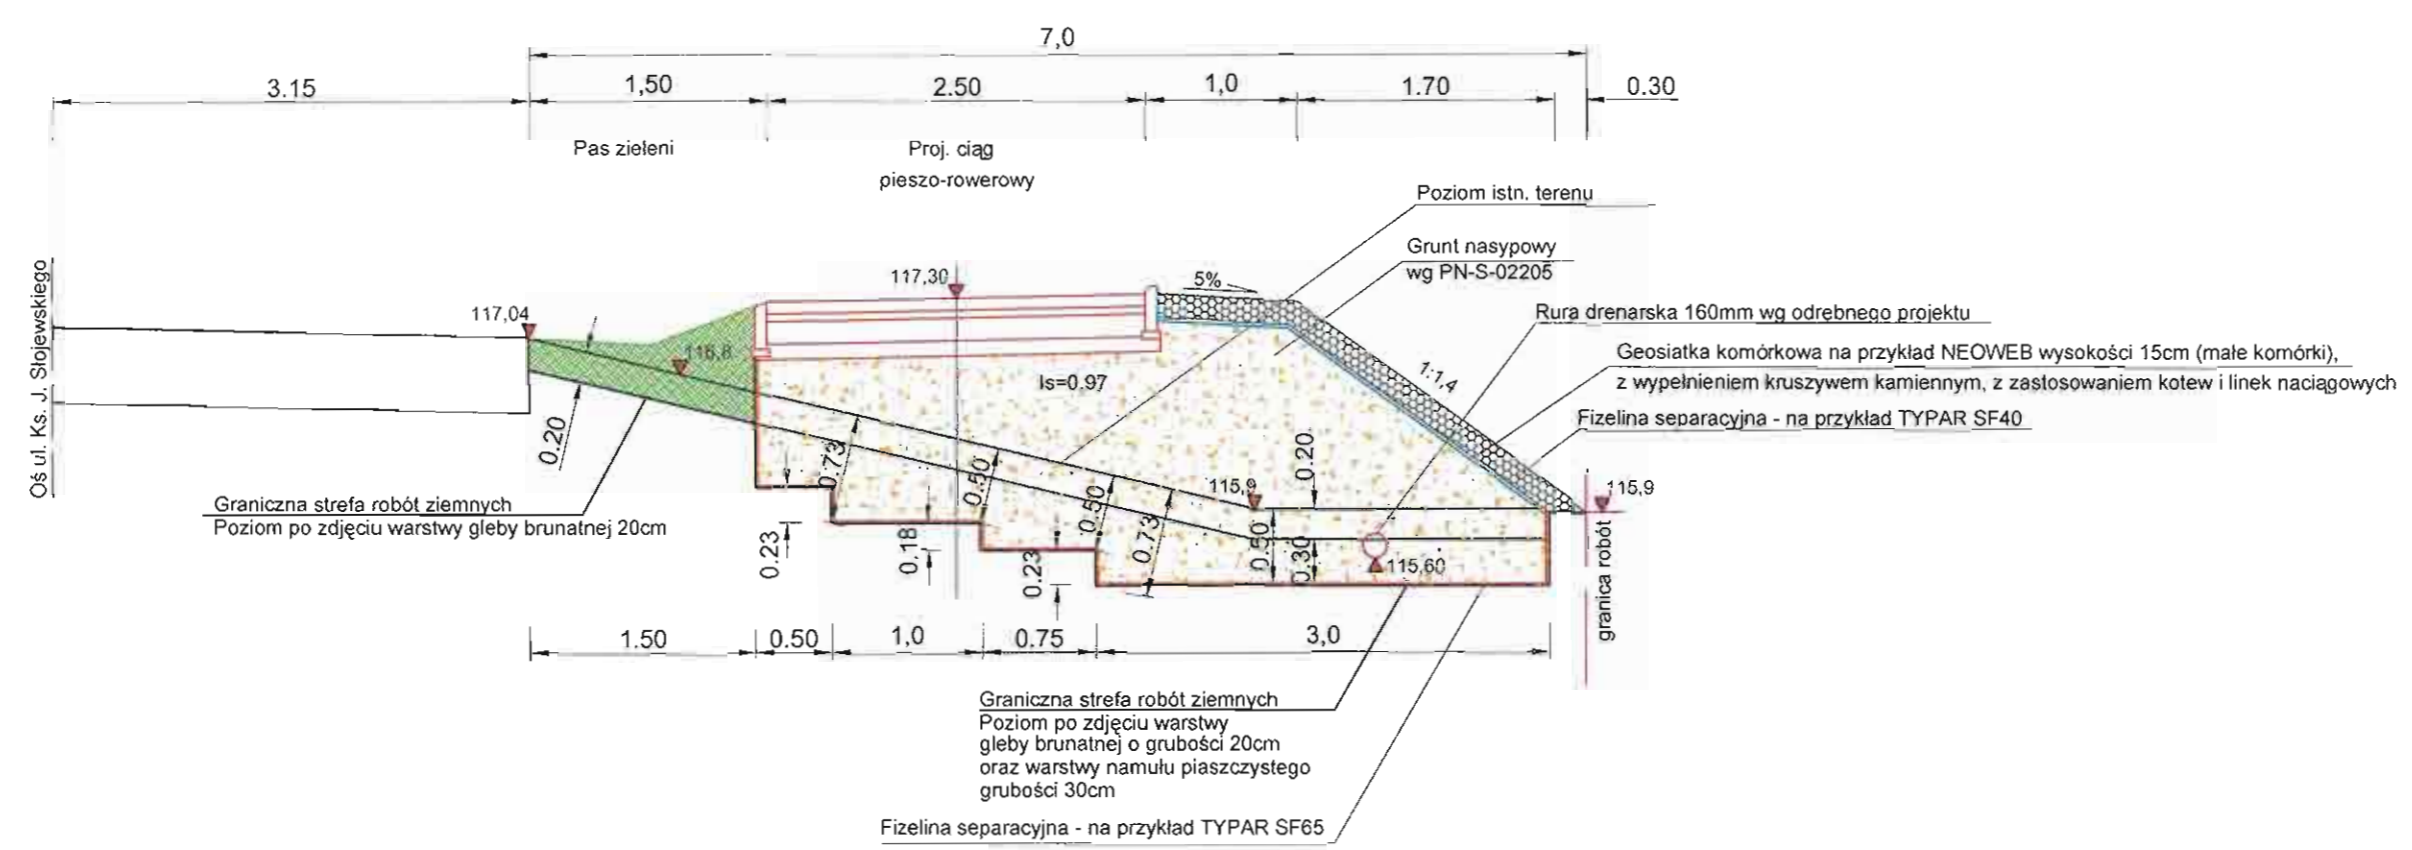 7,0
3.15
1,50
2.50
1,0
1.70
0.30
Pas zieleni
Proj. ciąg
pieszo-rowerowy
Poziom istn. terenu
Grunt nasypowy
wg PN-S-02205
117,30
5%
117,04
Rura drenarska 160mm wg odrębnego projektu
116,8
Geosiatka komórkowa na przykład NEOWEB wysokości 15cm (małe komórki),
z wypełnieniem kruszywem kamiennym, z zastosowaniem kotew i linek naciągowych
Is=0.97
1:1,4
Fizelina separacyjna - na przykład TYPAR SF40
Oś ul. Ks. J. Słojewskiego
0.20
0.73
0.50
0.50
0.73
0.20
115,9
115,9
Graniczna strefa robót ziemnych
Poziom po zdjęciu warstwy gleby brunatnej 20cm
0.23
0.18
0.23
0.50
0.30
115,60
granica robót
1.50
0.50
1,0
0.75
3,0
Graniczna strefa robót ziemnych
Poziom po zdjęciu warstwy
gleby brunatnej o grubości 20cm
oraz warstwy namułu piaszczystego
grubości 30cm
Fizelina separacyjna - na przykład TYPAR SF65